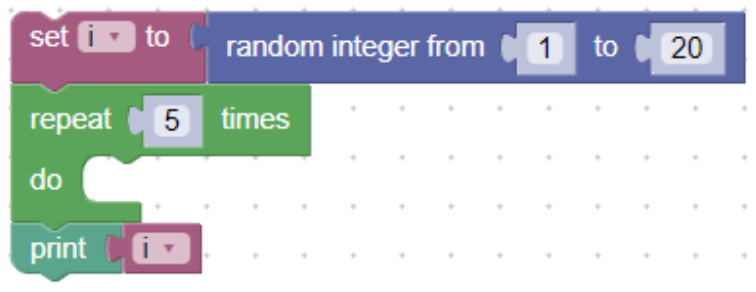 set i to random integer from 1 to 20
repeat 5 times
do
print i